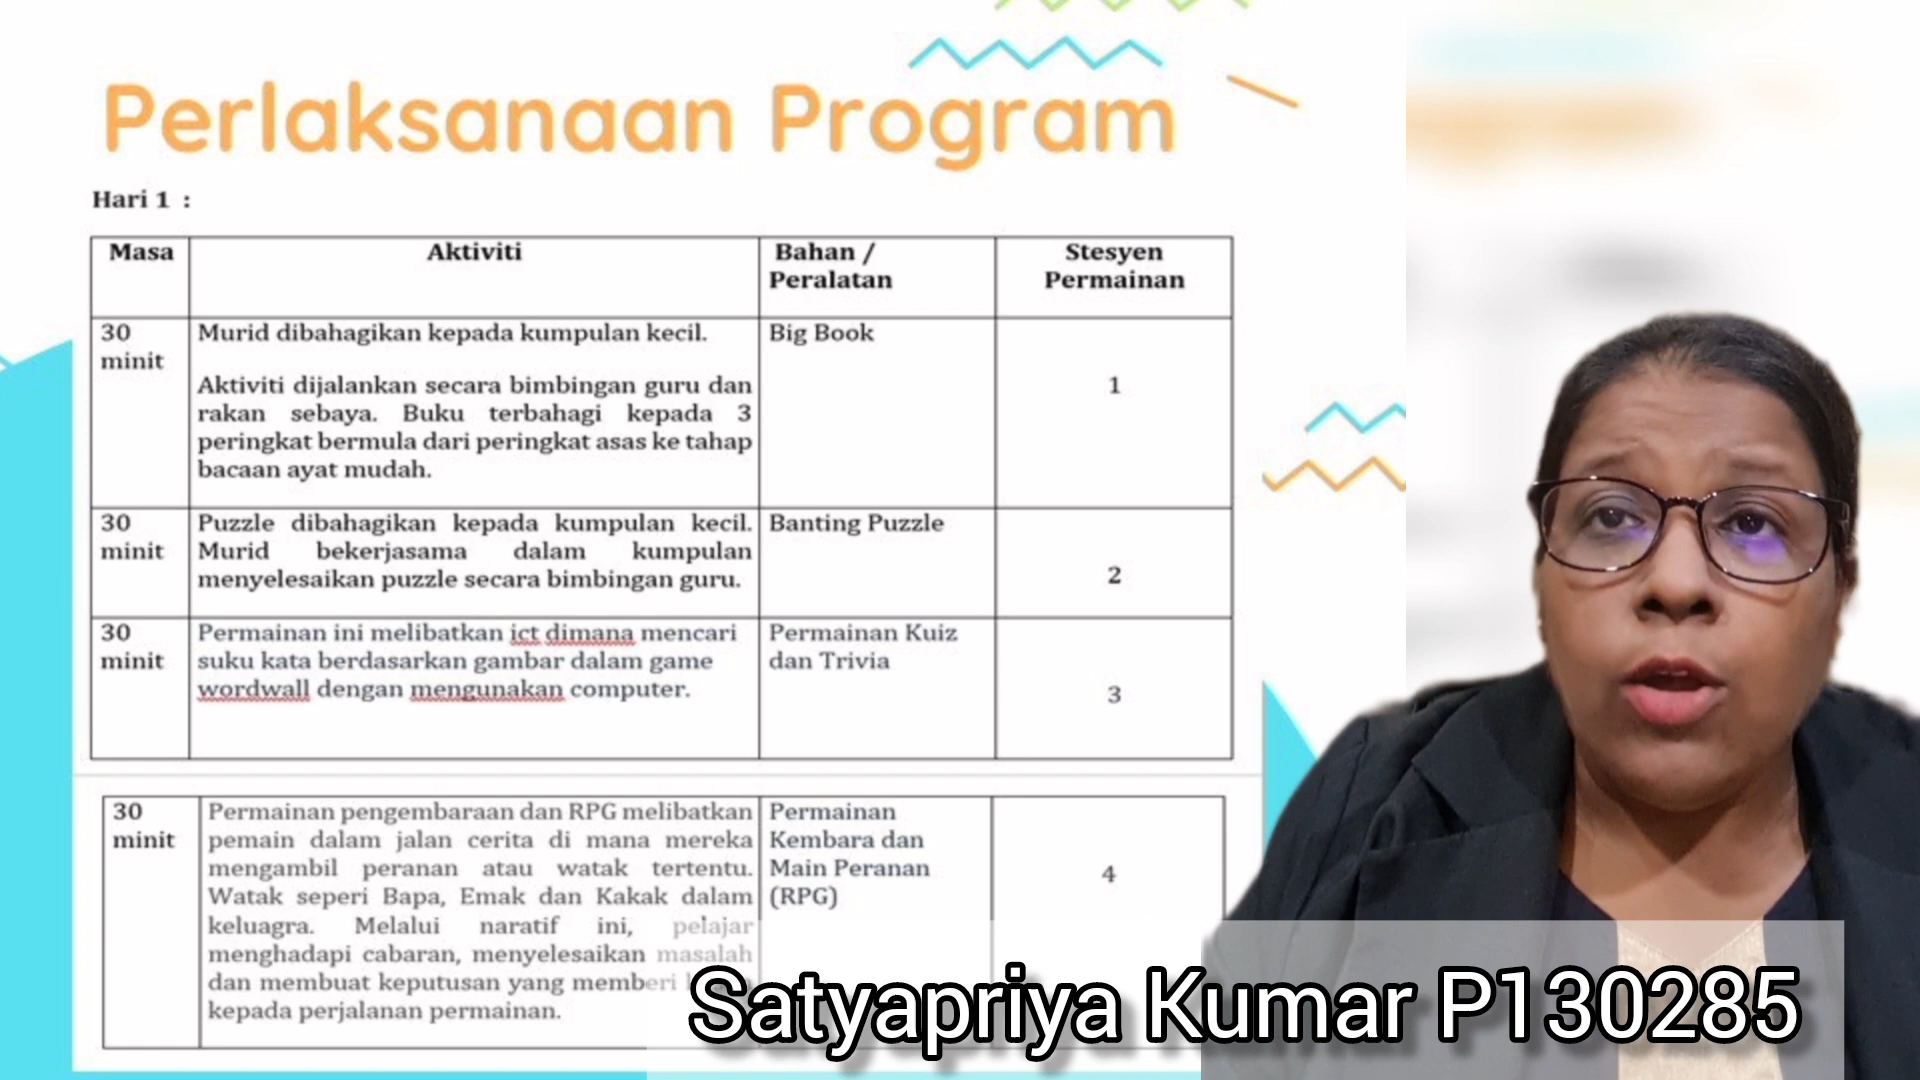 Perlaksanaan Program
Hari 1 :
Masa
Aktiviti
Bahan /
Peralatan
Stesyen
Permainan
30
minit
Murid dibahagikan kepada kumpulan kecil.
Aktiviti dijalankan secara bimbingan guru dan
rakan sebaya. Buku terbahagi kepada 3
peringkat bermula dari peringkat asas ke tahap
bacaan ayat mudah.
Big Book
1
30
minit
Puzzle dibahagikan kepada kumpulan kecil.
Murid bekerjasama dalam kumpulan
menyelesaikan puzzle secara bimbingan guru.
Banting Puzzle
2
30
minit
Permainan ini melibatkan ict dimana mencari
suku kata berdasarkan gambar dalam game
wordwall dengan mengunakan computer.
Permainan Kuiz
dan Trivia
3
30
minit
Permainan pengembaraan dan RPG melibatkan
pemain dalam jalan cerita di mana mereka
mengambil peranan atau watak tertentu.
Watak seperi Bapa, Emak dan Kakak dalam
keluagra. Melalui naratif ini, pelajar
menghadapi cabaran, menyelesaikan masalah
dan membuat keputusan yang memberi
kepada perjalanan permainan.
Permainan
Kembara dan
Main Peranan
(RPG)
4
Satyapriya Kumar P130285